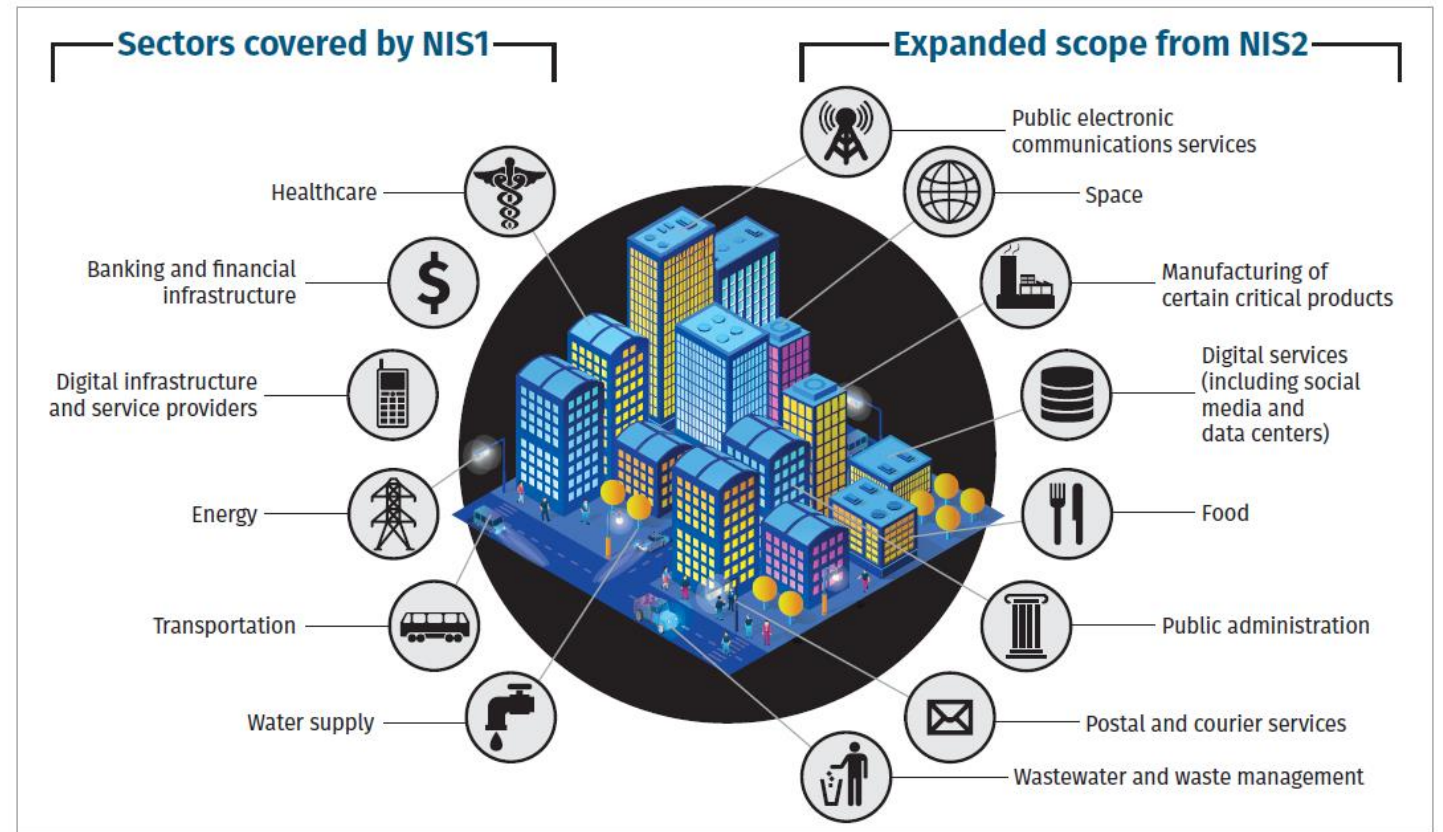 Sectors covered by NIS1
Expanded scope from NIS2
Healthcare
Banking and financial
infrastructure
Digital infrastructure
and service providers
Energy
Transportation
Water supply
Public electronic
communications services
Space
Manufacturing of
certain critical products
Digital services
(including social
media and
data centers)
Food
Public administration
Postal and courier services
Wastewater and waste management